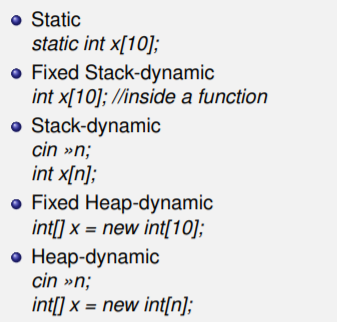 Static
static int x[10];
Fixed Stack-dynamic
int x[10]; //inside a function
Stack-dynamic
cin »n;
int x[n];
Fixed Heap-dynamic
int[] x = new int[10];
Heap-dynamic
cin »n;
int[] x = new int[n];